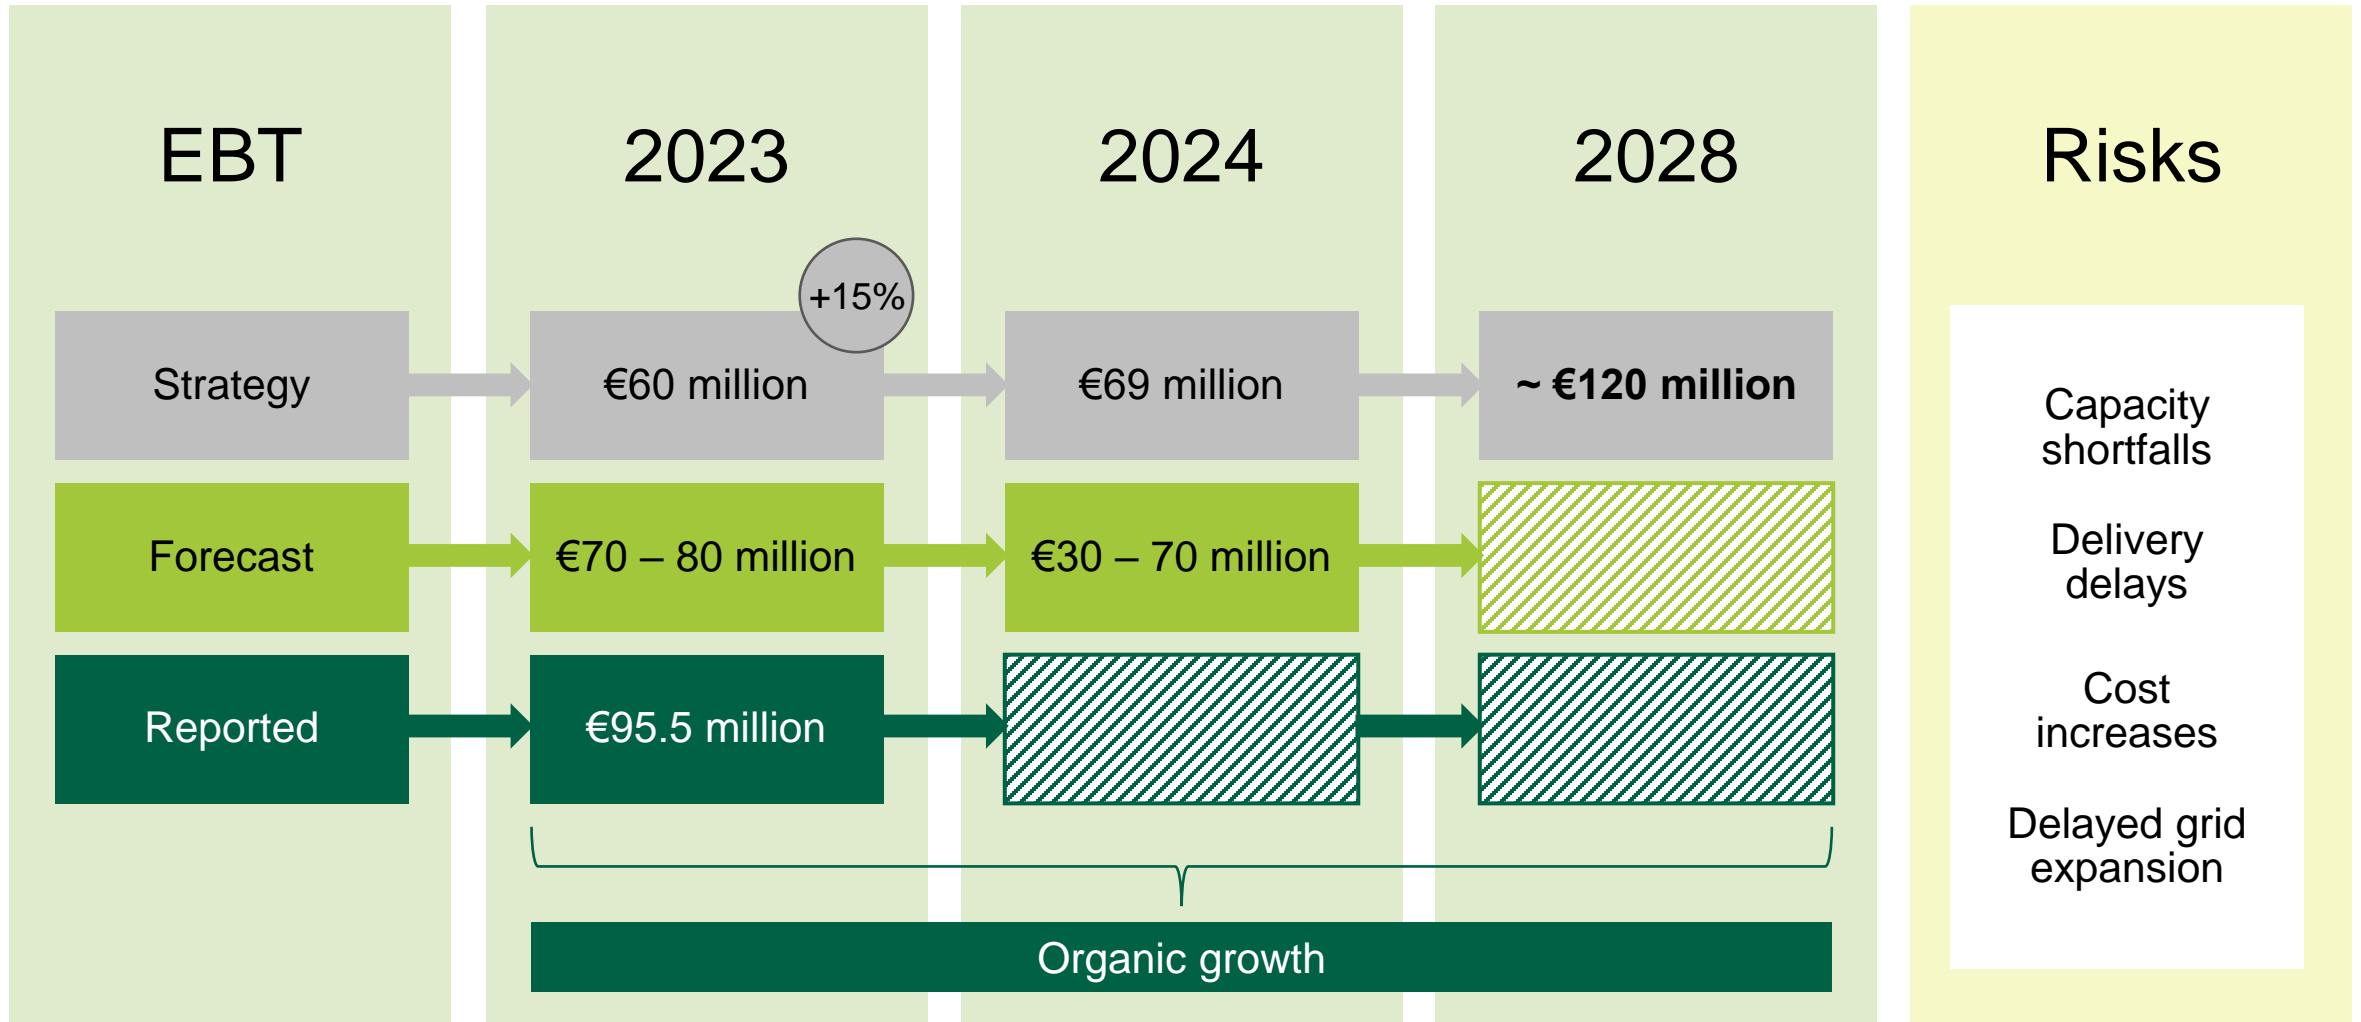 EBT
2023
2024
2028
Risks
+15%
Strategy
€60 million
€69 million
~ €120 million
Forecast
€70 – 80 million
€30 – 70 million
Reported
€95.5 million
Organic growth
Capacity
shortfalls
Delivery
delays
Cost
increases
Delayed grid
expansion